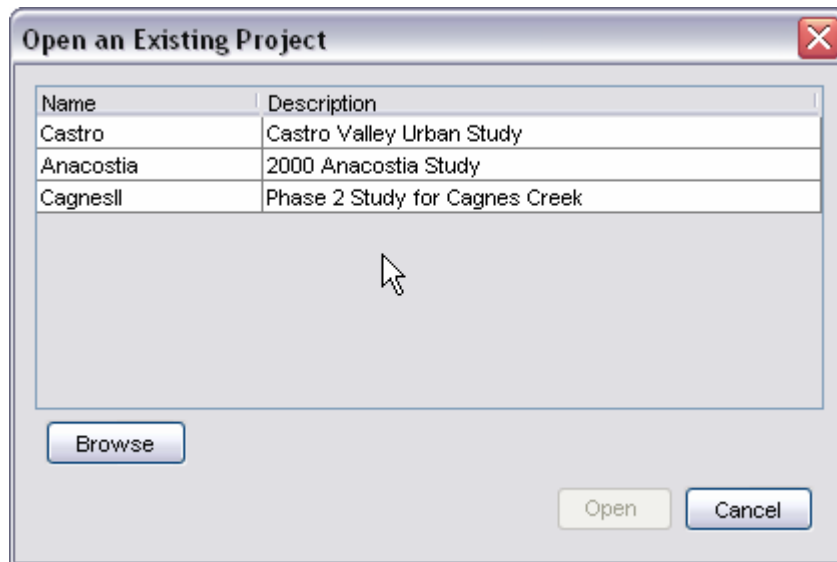 Open an Existing Project
Name Description
Castro Castro Valley Urban Study
Anacostia 2000 Anacostia Study
CagnesII Phase 2 Study for Cagnes Creek
Browse
Open Cancel